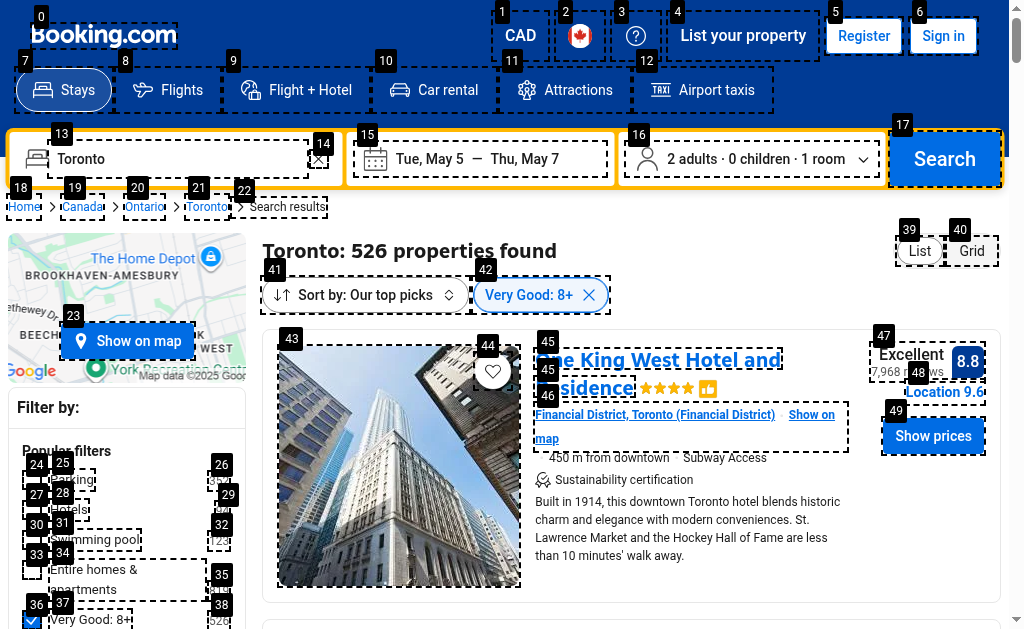 Booking.com
CAD
List your property
Register
Sign in
Stays
Flights
Flight + Hotel
Car rental
Attractions
Airport taxis
Toronto
Tue, May 5 — Thu, May 7
2 adults · 0 children · 1 room
Search
Home > Canada > Ontario > Toronto > Search results
Toronto: 526 properties found
List
Grid
Sort by: Our top picks
Very Good: 8+
The Home Depot
BROOKHAVEN-AMESBURY
Show on map
WEST
York Recreation
Google
Map data ©2025
Filter by:
Popular filters
Parking
Hotels
Swimming pool
123
Entire homes &
apartments
Very Good: 8+
526
One King West Hotel and
Residence
Financial District, Toronto (Financial District)
Show on
map
450 m from downtown
Subway Access
Sustainability certification
Built in 1914, this downtown Toronto hotel blends historic
charm and elegance with modern conveniences. St.
Lawrence Market and the Hockey Hall of Fame are less
than 10 minutes' walk away.
Excellent
7,968
8.8
Location 9.6
Show prices
0
1
2
3
4
5
6
7
8
9
10
11
12
13
14
15
16
17
18
19
20
21
22
23
24
25
26
27
28
29
30
31
32
33
34
35
36
37
38
39
40
41
42
43
44
45
45
46
47
48
49